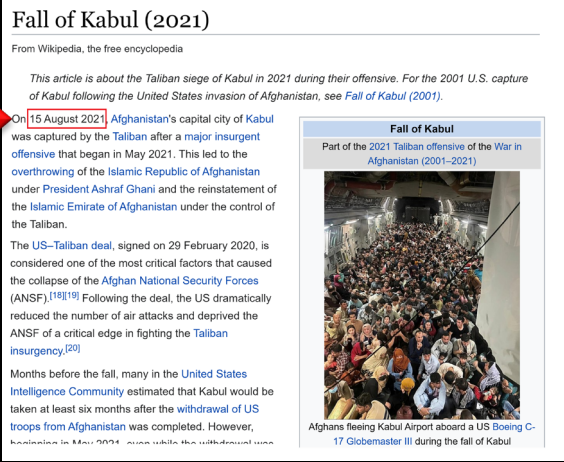 Fall of Kabul (2021)
From Wikipedia, the free encyclopedia
This article is about the Taliban siege of Kabul in 2021 during their offensive. For the 2001 U.S. capture
of Kabul following the United States invasion of Afghanistan, see Fall of Kabul (2001).
On 15 August 2021, Afghanistan's capital city of Kabul
was captured by the Taliban after a major insurgent
offensive that began in May 2021. This led to the
overthrowing of the Islamic Republic of Afghanistan
under President Ashraf Ghani and the reinstatement of
the Islamic Emirate of Afghanistan under the control of
the Taliban.
The US–Taliban deal, signed on 29 February 2020, is
considered one of the most critical factors that caused
the collapse of the Afghan National Security Forces
(ANSF).[18][19] Following the deal, the US dramatically
reduced the number of air attacks and deprived the
ANSF of a critical edge in fighting the Taliban
insurgency.[20]
Months before the fall, many in the United States
Intelligence Community estimated that Kabul would be
taken at least six months after the withdrawal of US
troops from Afghanistan was completed. However,
beginning in May 2021, even while the withdrawal was
Fall of Kabul
Part of the 2021 Taliban offensive of the War in
Afghanistan (2001–2021)
Afghans fleeing Kabul Airport aboard a US Boeing C-
17 Globemaster III during the fall of Kabul